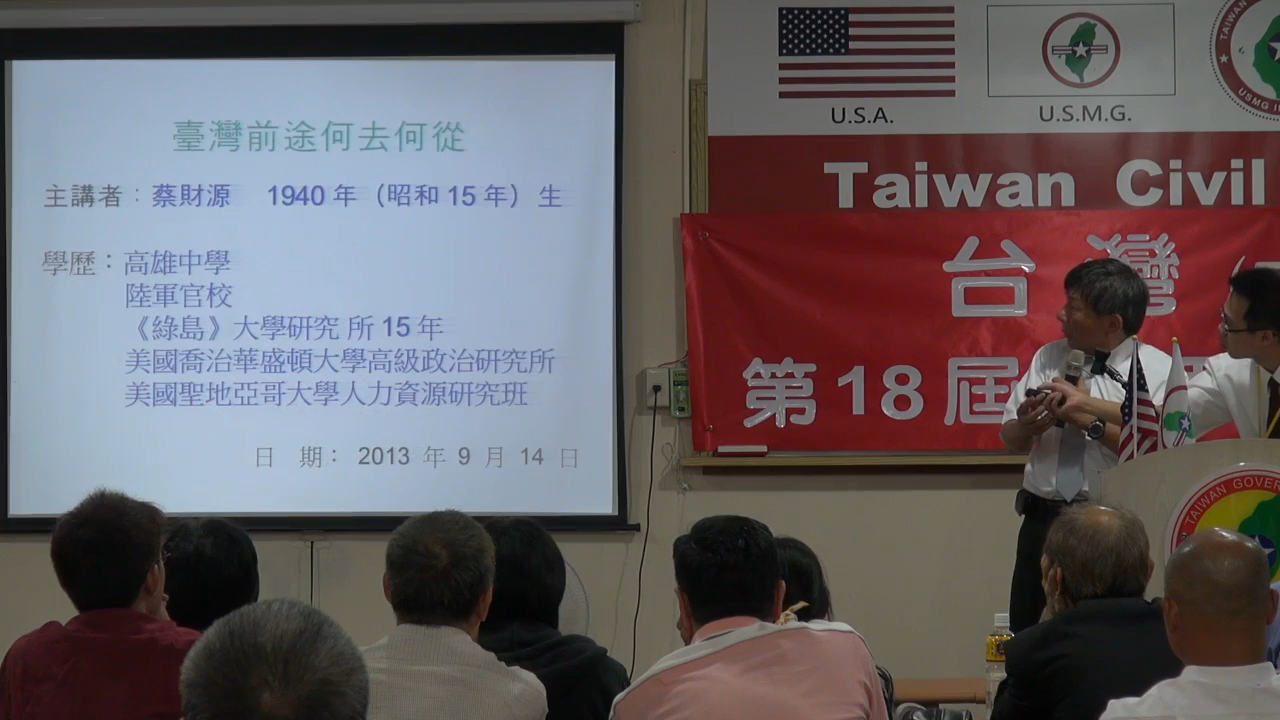 臺灣前途何去何從
主講者：蔡財源 1940 年（昭和 15 年）生
學歷：高雄中學
陸軍官校
《綠島》大學研究 所 15 年
美國喬治華盛頓大學高級政治研究所
美國聖地亞哥大學人力資源研究班
日 期： 2013 年 9 月 14 日
U.S.A.
U.S.M.G.
TAIWAN
USMG
Taiwan Civil
台灣
第18屆
TAIWAN GOVER